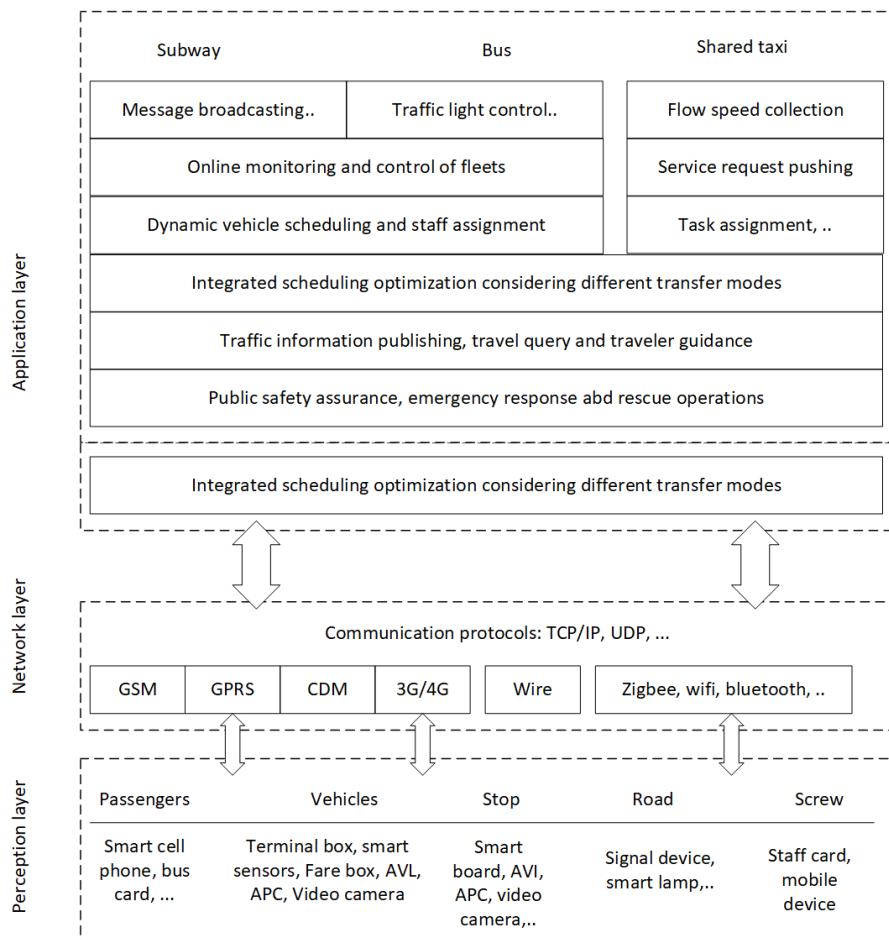 Subway
Bus
Shared taxi
Message broadcasting..
Traffic light control..
Flow speed collection
Online monitoring and control of fleets
Service request pushing
Dynamic vehicle scheduling and staff assignment
Task assignment, ..
Integrated scheduling optimization considering different transfer modes
Traffic information publishing, travel query and traveler guidance
Public safety assurance, emergency response abd rescue operations
Application layer
Integrated scheduling optimization considering different transfer modes
Network layer
Communication protocols: TCP/IP, UDP, ...
GSM
GPRS
CDM
3G/4G
Wire
Zigbee, wifi, bluetooth, ..
Perception layer
Passengers
Vehicles
Stop
Road
Screw
Smart cell
phone, bus
card, ...
Terminal box, smart
sensors, Fare box, AVL,
APC, Video camera
Smart
board, AVI,
APC, video
camera,..
Signal device,
smart lamp,..
Staff card,
mobile
device